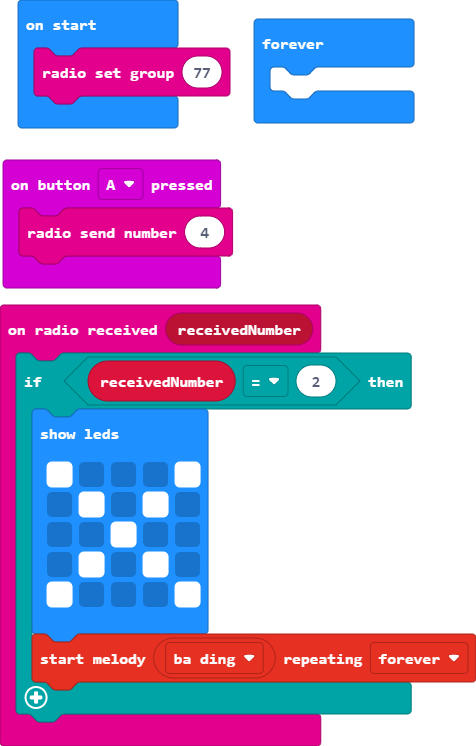 on start
radio set group 77
forever
on button A pressed
radio send number 4
on radio received receivedNumber
if receivedNumber = 2 then
show leds
start melody ba ding repeating forever